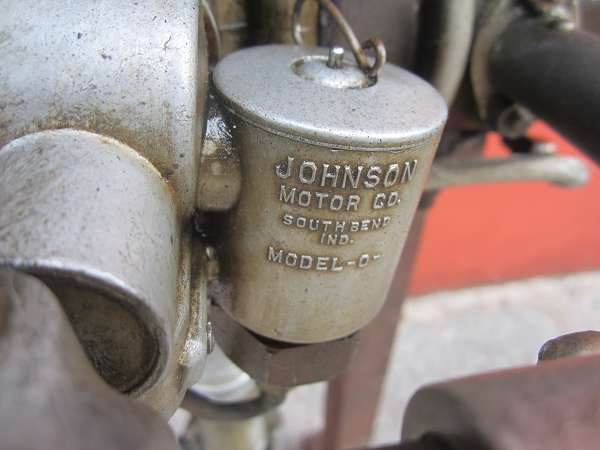 JOHNSON
MOTOR CO.
SOUTH BEND
IND.
MODEL-O-